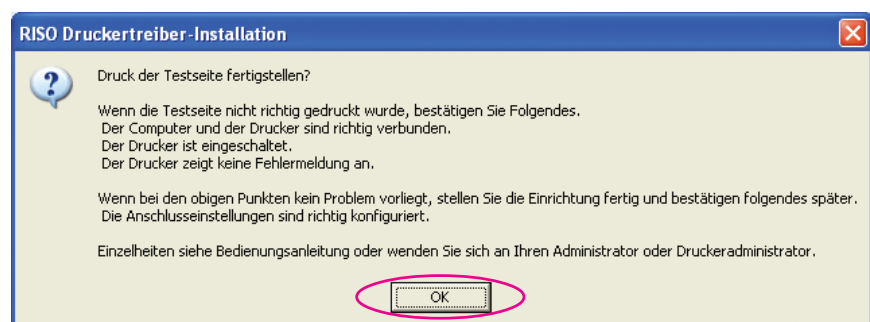 RISO Druckertreiber-Installation
Druck der Testseite fertigstellen?
Wenn die Testseite nicht richtig gedruckt wurde, bestätigen Sie Folgendes.
Der Computer und der Drucker sind richtig verbunden.
Der Drucker ist eingeschaltet.
Der Drucker zeigt keine Fehlermeldung an.
Wenn bei den obigen Punkten kein Problem vorliegt, stellen Sie die Einrichtung fertig und bestätigen folgendes später.
Die Anschlusseinstellungen sind richtig konfiguriert.
Einzelheiten siehe Bedienungsanleitung oder wenden Sie sich an Ihren Administrator oder Druckeradministrator.
OK